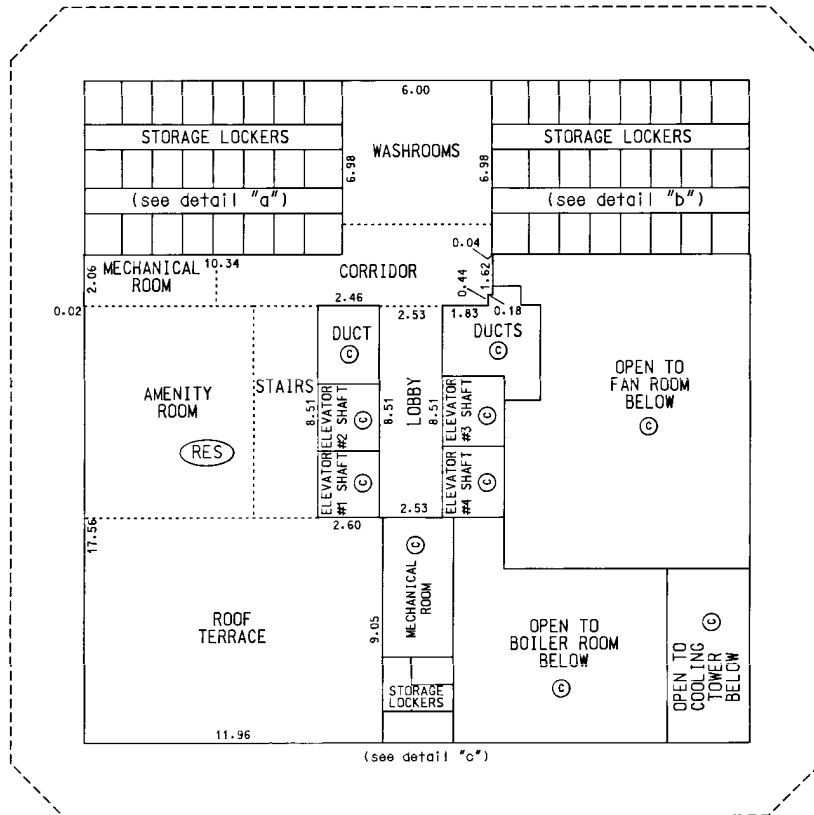 6.00
STORAGE LOCKERS
WASHROOMS
STORAGE LOCKERS
6.98
6.98
(see detail "a")
(see detail "b")
0.04
MECHANICAL
ROOM
10.34
CORRIDOR
2.06
0.44
1.62
0.02
2.46
2.53
1.83
0.18
DUCT
C
DUCTS
C
OPEN TO
FAN ROOM
BELOW
C
AMENITY
ROOM
STAIRS
8.51
ELEVATOR
#2 SHAFT
C
8.51
LOBBY
8.51
ELEVATOR
#3 SHAFT
C
RES
ELEVATOR
#1 SHAFT
C
ELEVATOR
#4 SHAFT
C
2.60
2.53
17.56
MECHANICAL
ROOM
C
ROOF
TERRACE
9.05
OPEN TO
BOILER ROOM
BELOW
C
OPEN TO
COOLING
TOWER
BELOW
C
STORAGE
LOCKERS
11.96
(see detail "c")